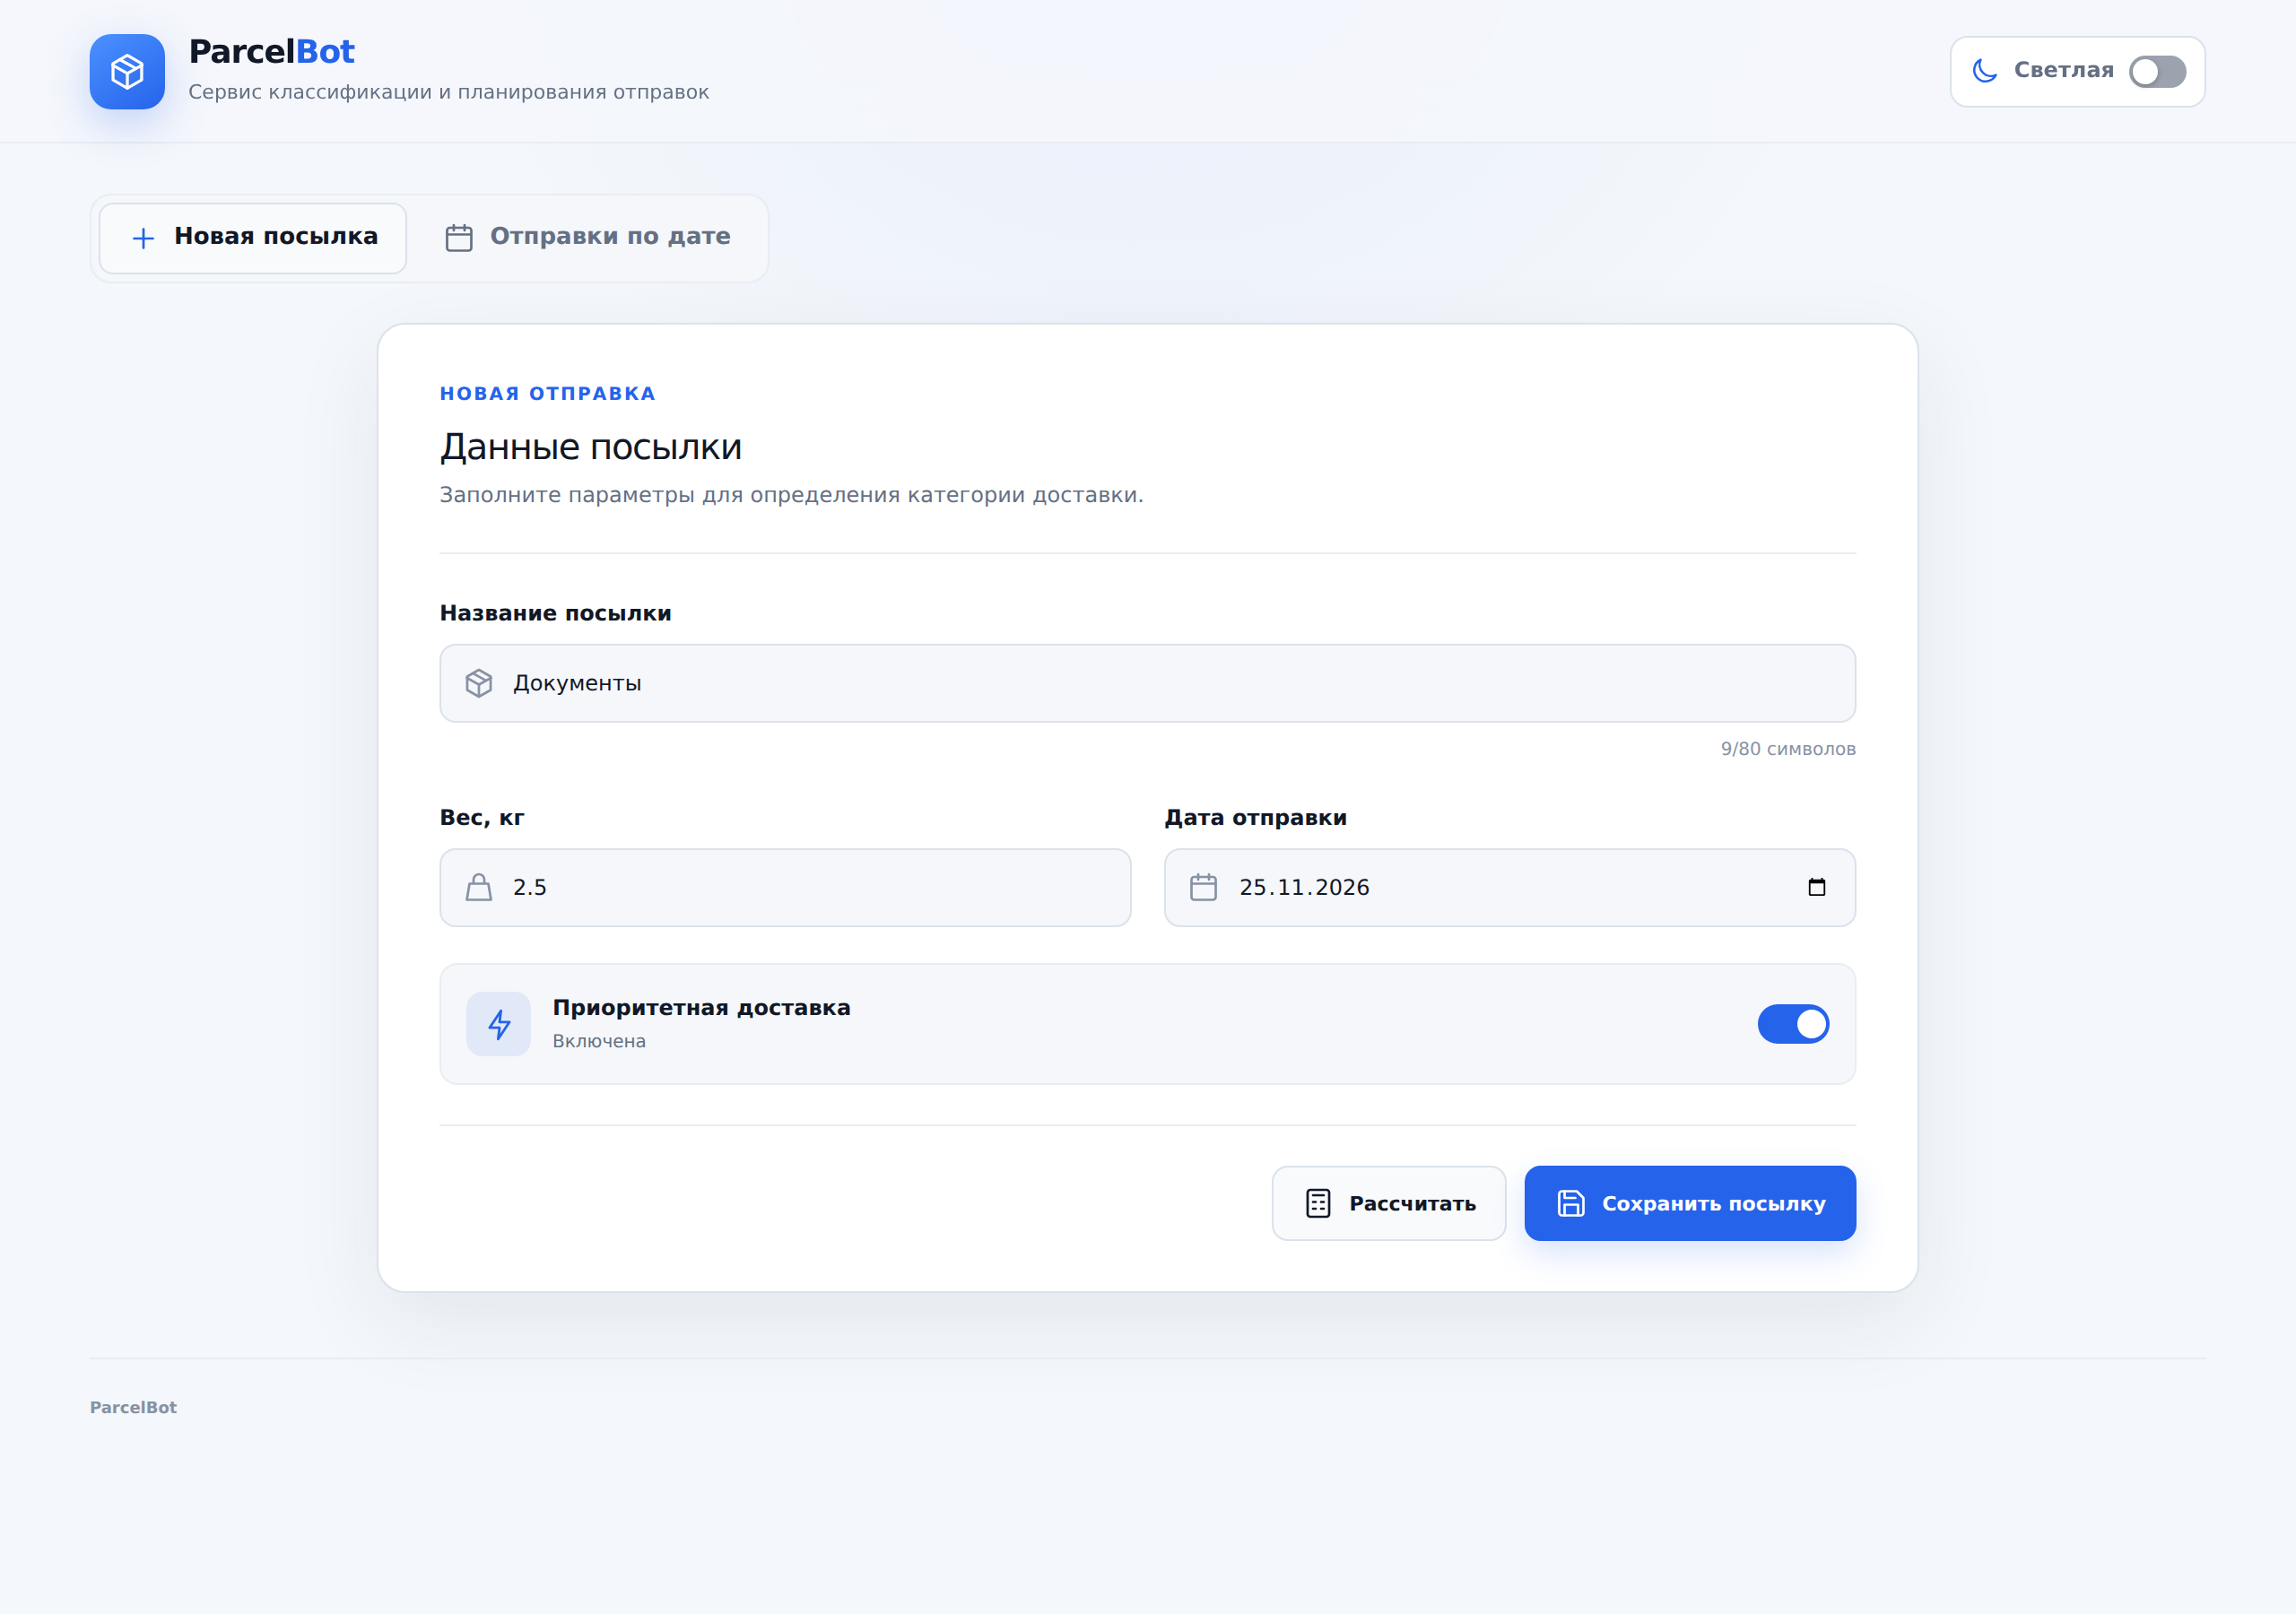 ParcelBot
Сервис классификации и планирования отправок
Светлая
Новая посылка
Отправки по дате
НОВАЯ ОТПРАВКА
Данные посылки
Заполните параметры для определения категории доставки.
Название посылки
Документы
9/80 символов
Вес, кг
Дата отправки
2.5
25.11.2026
Приоритетная доставка
Включена
Рассчитать
Сохранить посылку
ParcelBot